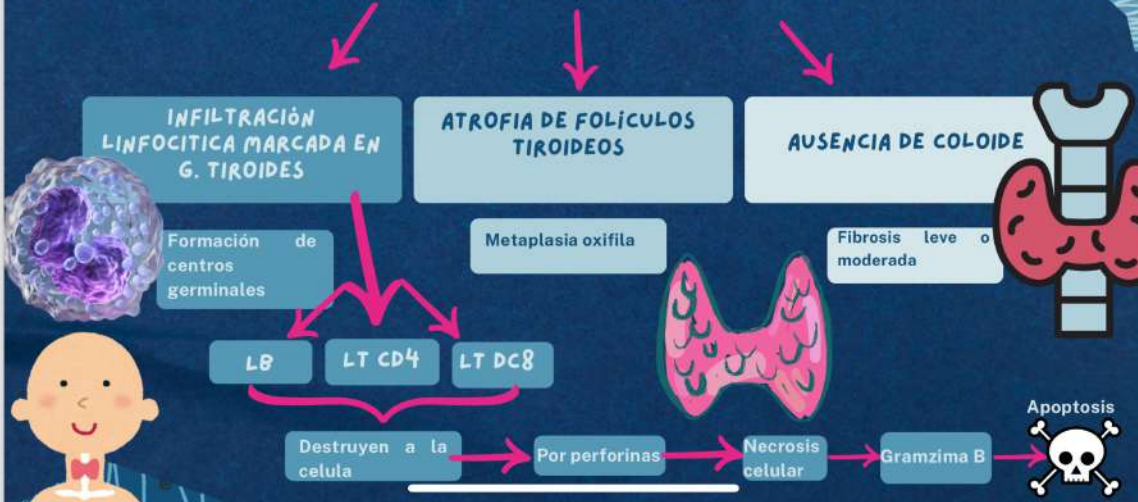 INFILTRACIÓN
LINFOCITICA MARCADA EN
G. TIROIDES
ATROFIA DE FOLÍCULOS
TIROIDEOS
AUSENCIA DE COLOIDE
Formación de
centros
germinales
Metaplasia oxifila
Fibrosis leve o
moderada
LB
LT CD4
LT DC8
Destruyen a la
celula
Por perforinas
Necrosis
celular
Gramzima B
Apoptosis